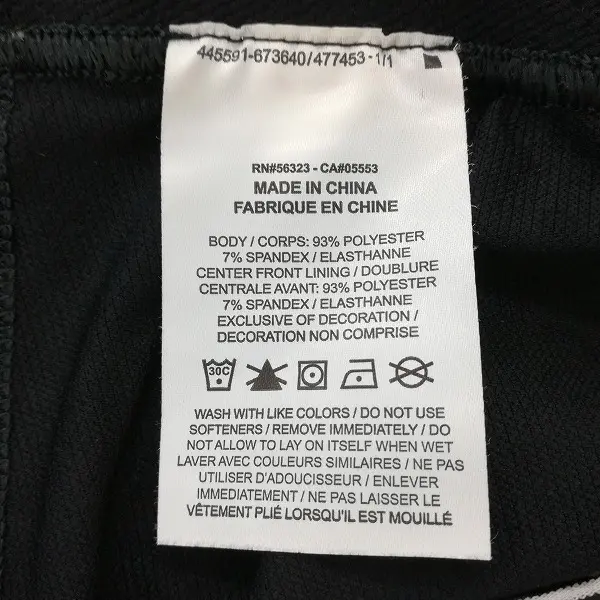 445591-673640/477453-1/1
RN#56323 - CA#05553
MADE IN CHINA
FABRIQUE EN CHINE
BODY / CORPS: 93% POLYESTER
7% SPANDEX / ELASTHANNE
CENTER FRONT LINING / DOUBLURE
CENTRALE AVANT: 93% POLYESTER
7% SPANDEX / ELASTHANNE
EXCLUSIVE OF DECORATION /
DECORATION NON COMPRISE
30C
WASH WITH LIKE COLORS / DO NOT USE
SOFTENERS / REMOVE IMMEDIATELY / DO
NOT ALLOW TO LAY ON ITSELF WHEN WET
LAVER AVEC COULEURS SIMILAIRES / NE PAS
UTILISER D'ADOUCISSEUR / ENLEVER
IMMEDIATEMENT / NE PAS LAISSER LE
VÊTEMENT PLIÉ LORSQU'IL EST MOUILLÉ